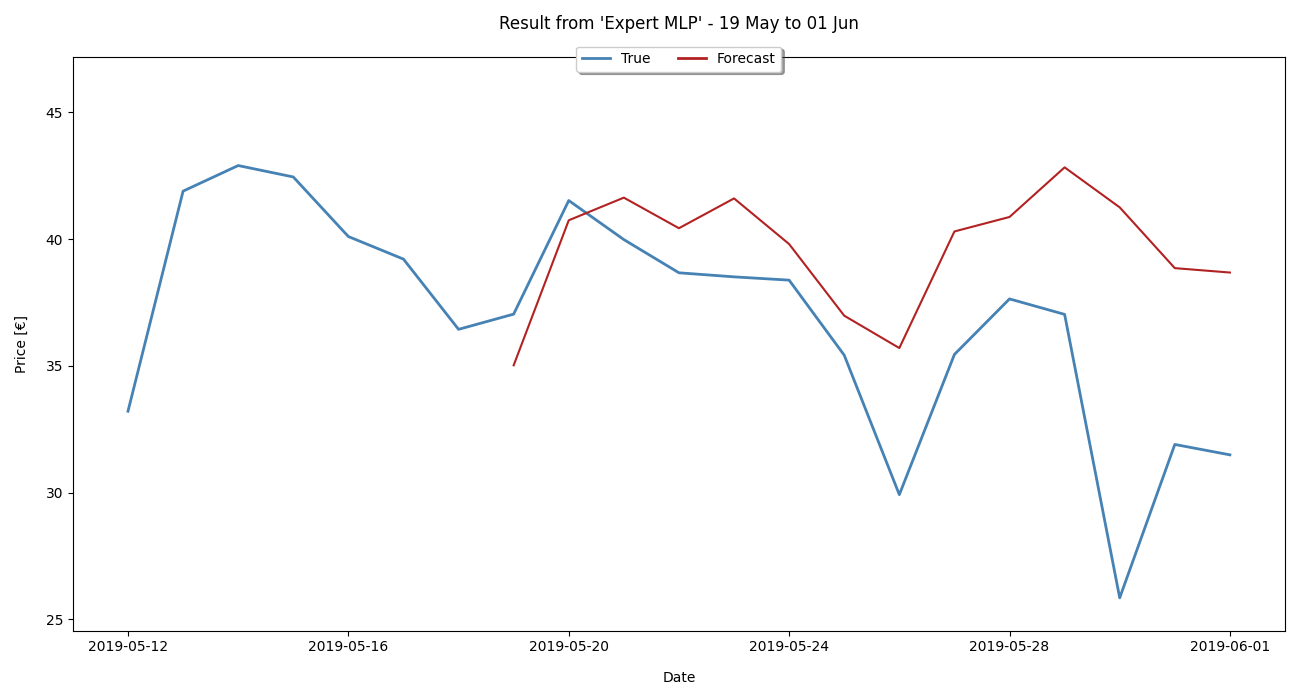 Result from 'Expert MLP' - 19 May to 01 Jun
True Forecast
45
40
35
30
25
Price [€]
2019-05-12 2019-05-16 2019-05-20 2019-05-24 2019-05-28 2019-06-01
Date